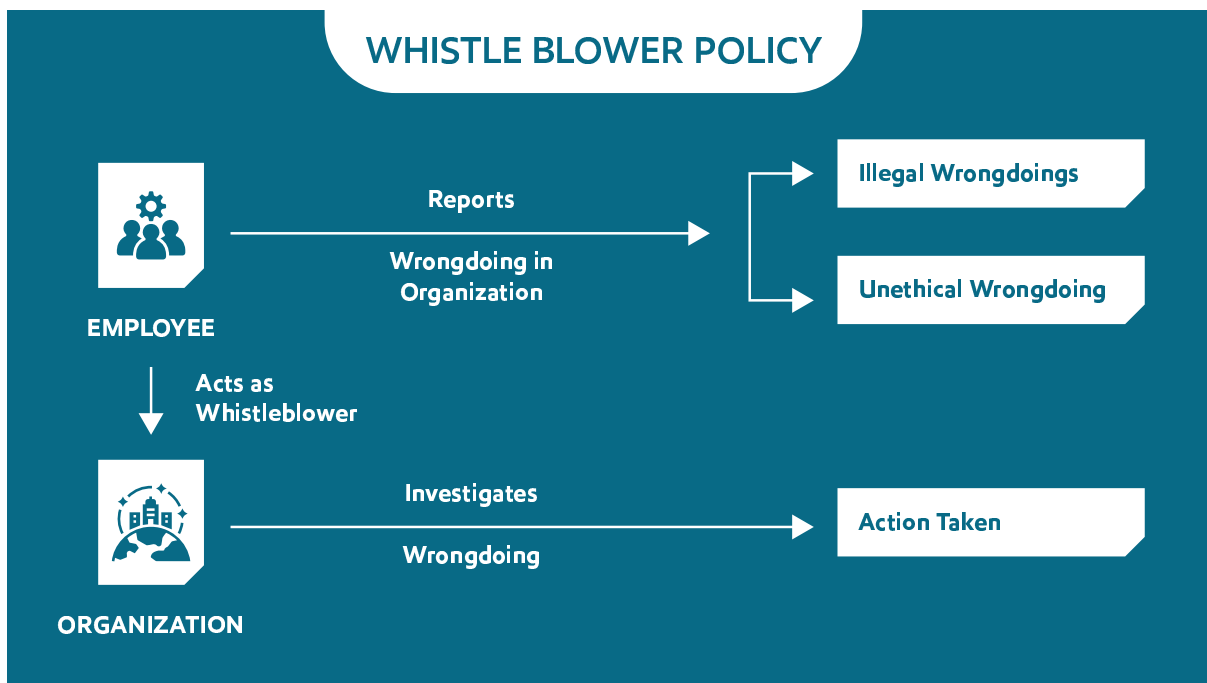 WHISTLE BLOWER POLICY
Reports
Wrongdoing in
Organization
Illegal Wrongdoings
Unethical Wrongdoing
EMPLOYEE
Acts as
Whistleblower
Investigates
Wrongdoing
Action Taken
ORGANIZATION